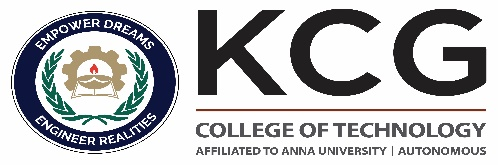 EMPOWER DREAMS
ENGINEER REALITIES
KCG
COLLEGE OF TECHNOLOGY
AFFILIATED TO ANNA UNIVERSITY | AUTONOMOUS